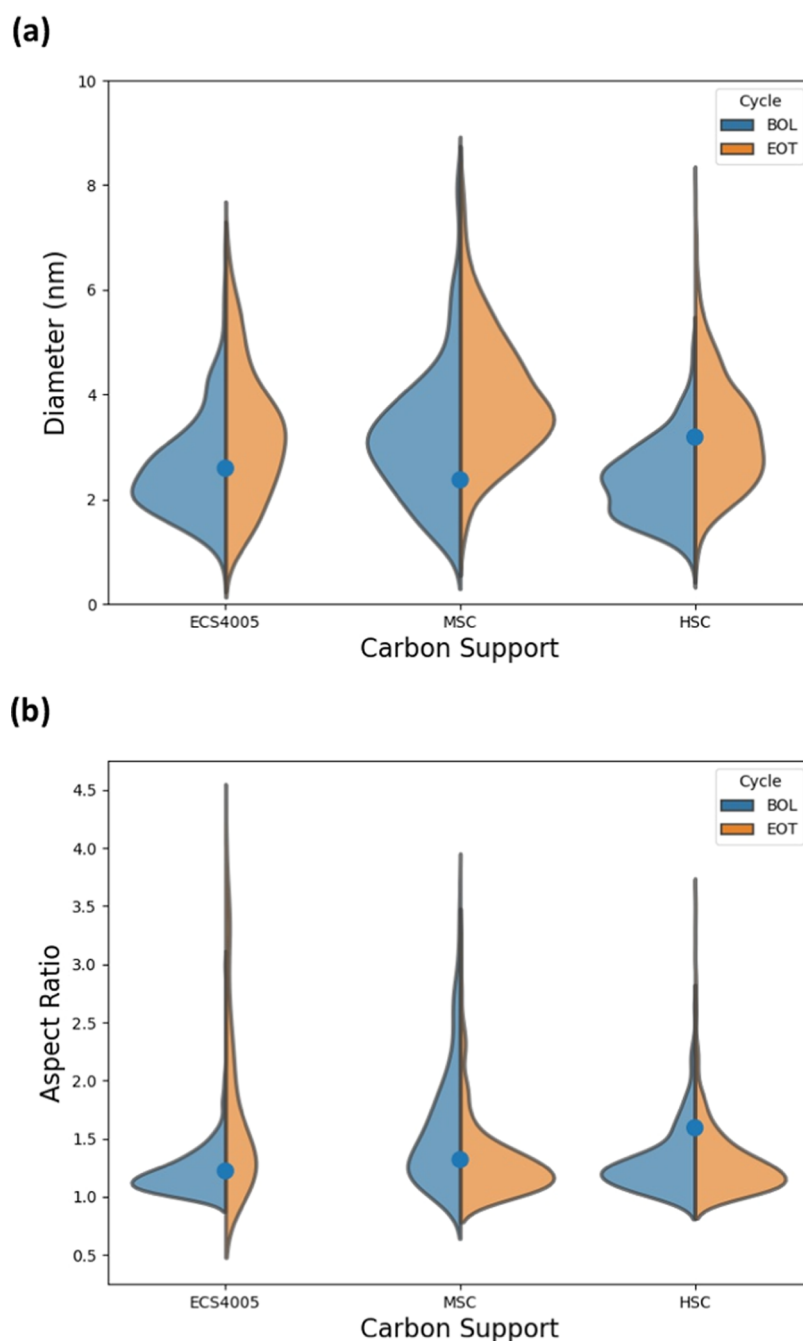 (a)
10
8
6
4
2
0
Diameter (nm)
Cycle
BOL
EOT
ECS4005 MSC HSC
Carbon Support
(b)
4.5
4.0
3.5
3.0
2.5
2.0
1.5
1.0
0.5
Aspect Ratio
Cycle
BOL
EOT
ECS4005 MSC HSC
Carbon Support